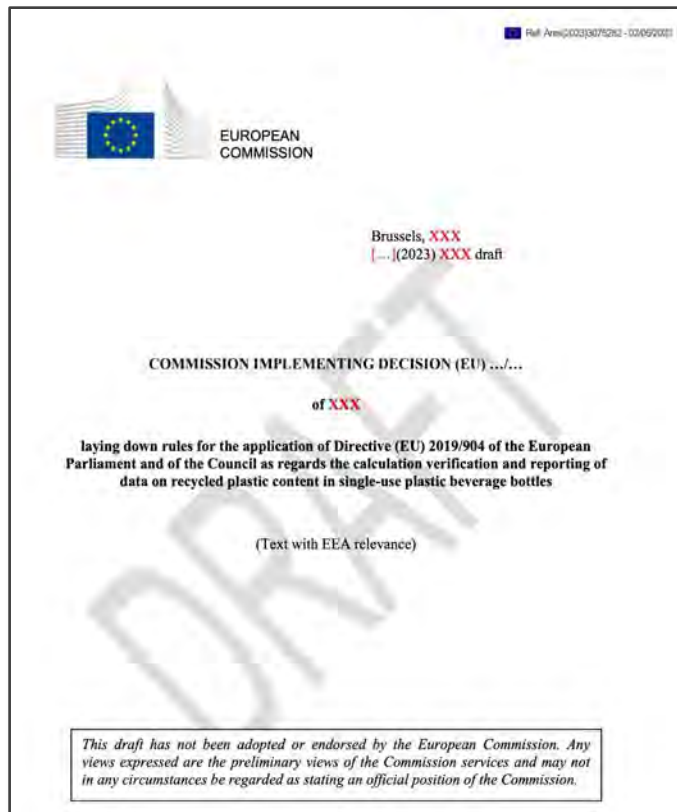 Ref. Ares(2023)3075282 - 02/05/2023
EUROPEAN
COMMISSION
Brussels, XXX
[…](2023) XXX draft
COMMISSION IMPLEMENTING DECISION (EU) …/…
of XXX
laying down rules for the application of Directive (EU) 2019/904 of the European
Parliament and of the Council as regards the calculation verification and reporting of
data on recycled plastic content in single-use plastic beverage bottles
(Text with EEA relevance)
DRAFT
This draft has not been adopted or endorsed by the European Commission. Any
views expressed are the preliminary views of the Commission services and may not
in any circumstances be regarded as stating an official position of the Commission.